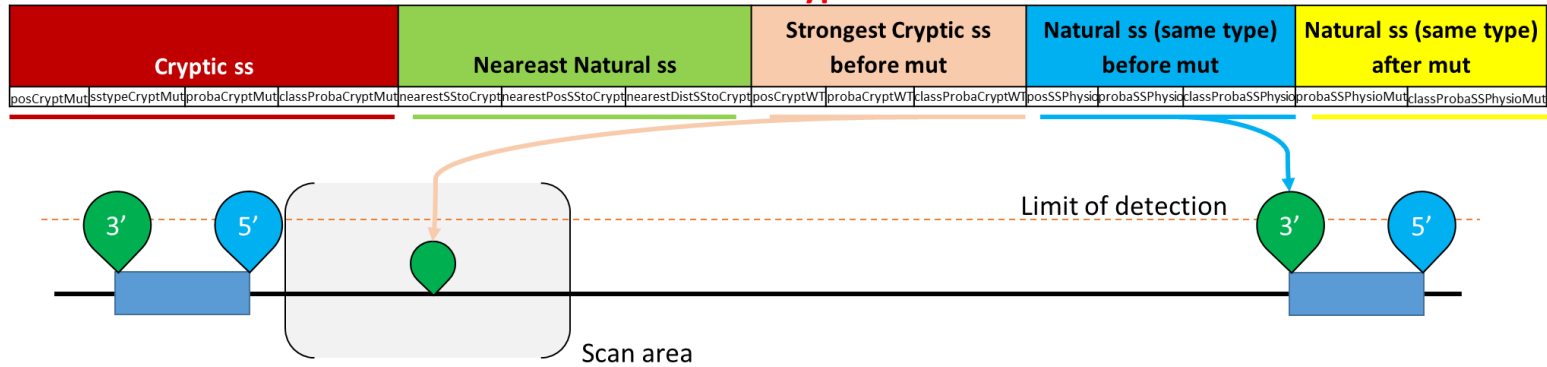 Cryptic ss
Neareast Natural ss
Strongest Cryptic ss
before mut
Natural ss (same type)
before mut
Natural ss (same type)
after mut
posCryptMut sstypeCryptMut probaCryptMut classProbaCryptMut nearestSStoCrypt nearestPosSStoCrypt nearestDistSStoCrypt posCryptWT probaCryptWT classProbaCryptWT posSSPhysio probaSSPhysio classProbaSSPhysio probaSSPhysioMut classProbaSSPhysioMut
Limit of detection
3’ 5’ 3’ 5’
Scan area